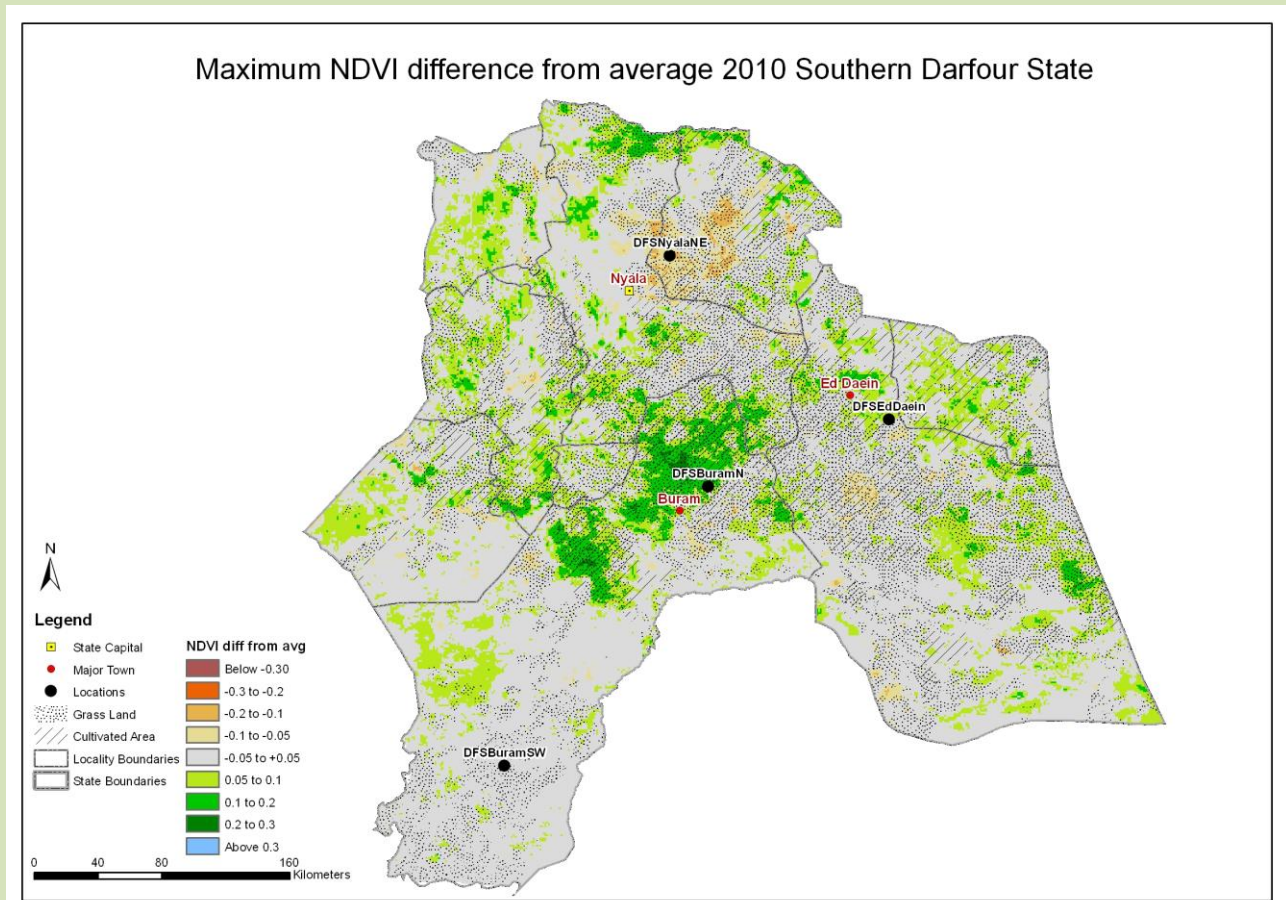 Maximum NDVI difference from average 2010 Southern Darfour State
DFSNyalaNE
Nyala
Ed Daein
DFSEdDaein
DFSBuramN
Buram
DFSBuramSW
N
Legend
State Capital
Major Town
Locations
Grass Land
Cultivated Area
Locality Boundaries
State Boundaries
NDVI diff from avg
Below -0.30
-0.3 to -0.2
-0.2 to -0.1
-0.1 to -0.05
-0.05 to +0.05
0.05 to 0.1
0.1 to 0.2
0.2 to 0.3
Above 0.3
0 40 80 160
Kilometers